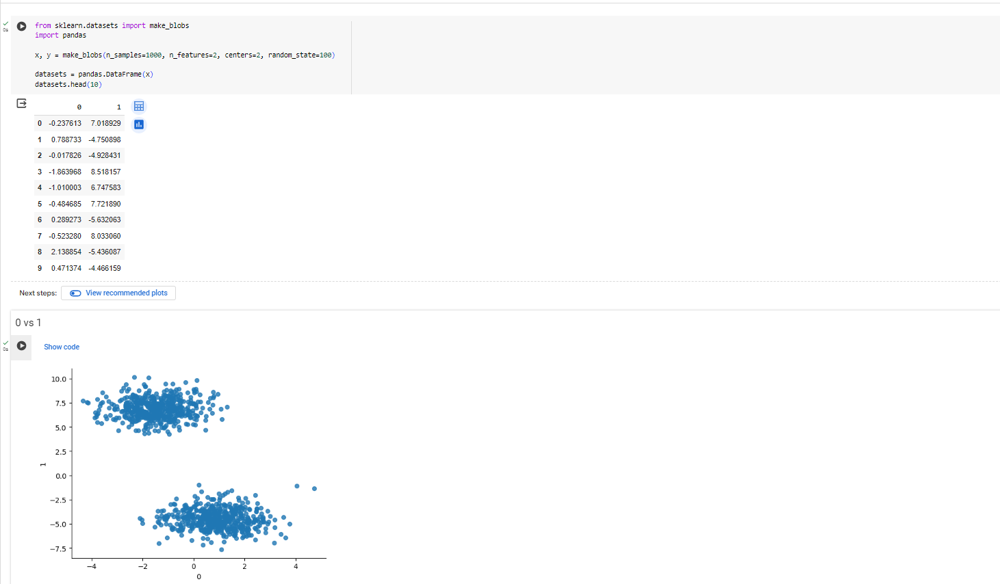 0s
from sklearn.datasets import make_blobs
import pandas
x, y = make_blobs(n_samples=1000, n_features=2, centers=2, random_state=100)
datasets = pandas.DataFrame(x)
datasets.head(10)
0 1
0 -0.237613 7.018929
1 0.788733 -4.750898
2 -0.017826 -4.928431
3 -1.863968 8.518157
4 -1.010003 6.747583
5 -0.484685 7.721890
6 0.289273 -5.632063
7 -0.523280 8.033060
8 2.138854 -5.436087
9 0.471374 -4.466159
Next steps: View recommended plots
0 vs 1
0s
Show code
10.0
7.5
5.0
2.5
1
0.0
−2.5
−5.0
−7.5
−4 −2 0 2 4
0